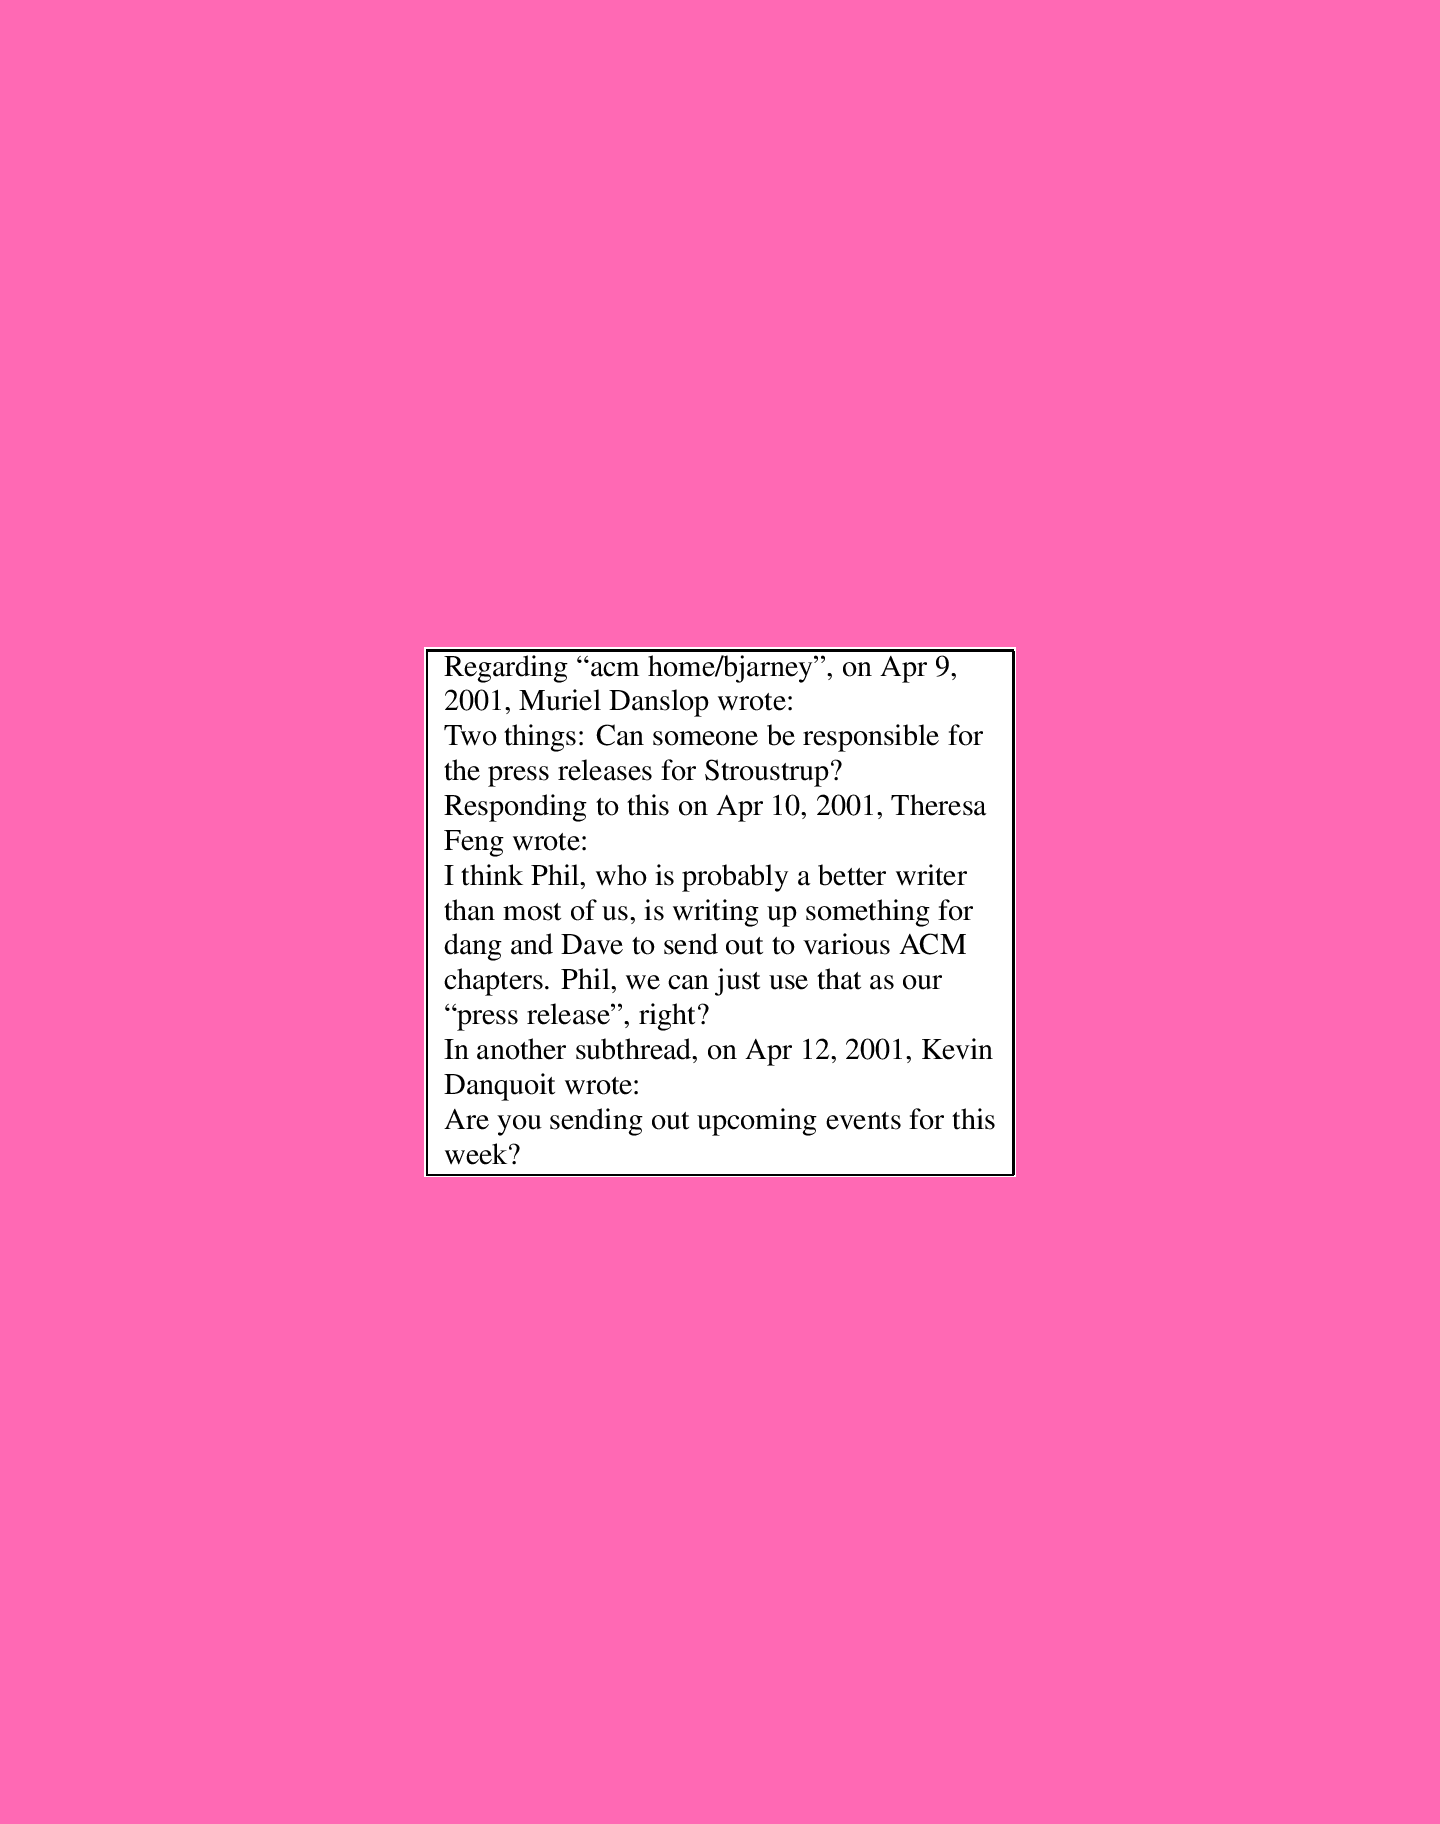 Regarding “acm home/bjarney”, on Apr 9,
2001, Muriel Danslop wrote:
Two things: Can someone be responsible for
the press releases for Stroustrup?
Responding to this on Apr 10, 2001, Theresa
Feng wrote:
I think Phil, who is probably a better writer
than most of us, is writing up something for
dang and Dave to send out to various ACM
chapters. Phil, we can just use that as our
“press release”, right?
In another subthread, on Apr 12, 2001, Kevin
Danquoit wrote:
Are you sending out upcoming events for this
week?